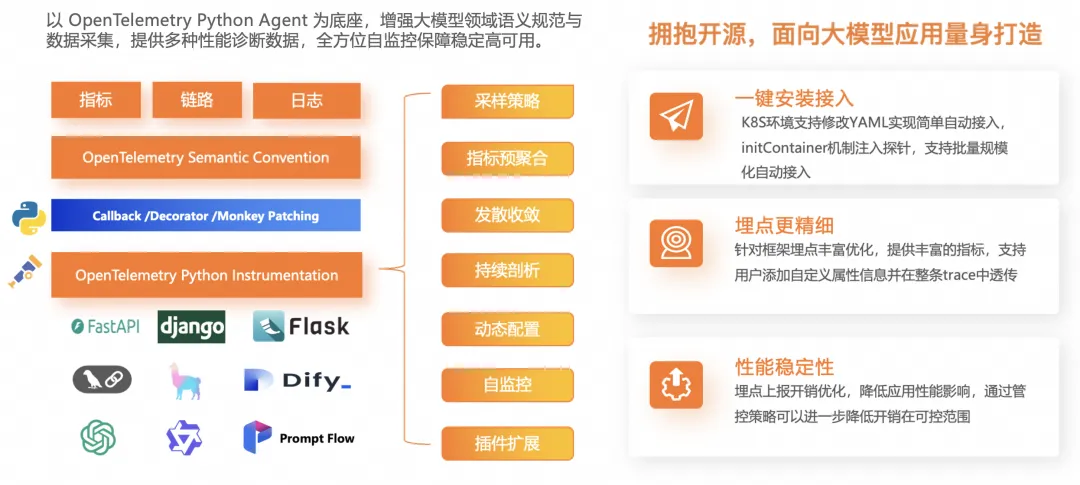 以 OpenTelemetry Python Agent 为底座，增强大模型领域语义规范与
数据采集，提供多种性能诊断数据，全方位自监控保障稳定高可用。
指标
链路
日志
OpenTelemetry Semantic Convention
Callback /Decorator /Monkey Patching
OpenTelemetry Python Instrumentation
FastAPI
django
Flask
Dify_
Prompt Flow
采样策略
指标预聚合
发散收敛
持续剖析
动态配置
自监控
插件扩展
拥抱开源，面向大模型应用量身打造
一键安装接入
K8S环境支持修改YAML实现简单自动接入，
initContainer机制注入探针，支持批量规模
化自动接入
埋点更精细
针对框架埋点丰富优化，提供丰富的指标，支持
用户添加自定义属性信息并在整条trace中透传
性能稳定性
埋点上报开销优化，降低应用性能影响，通过管
控策略可以进一步降低开销在可控范围